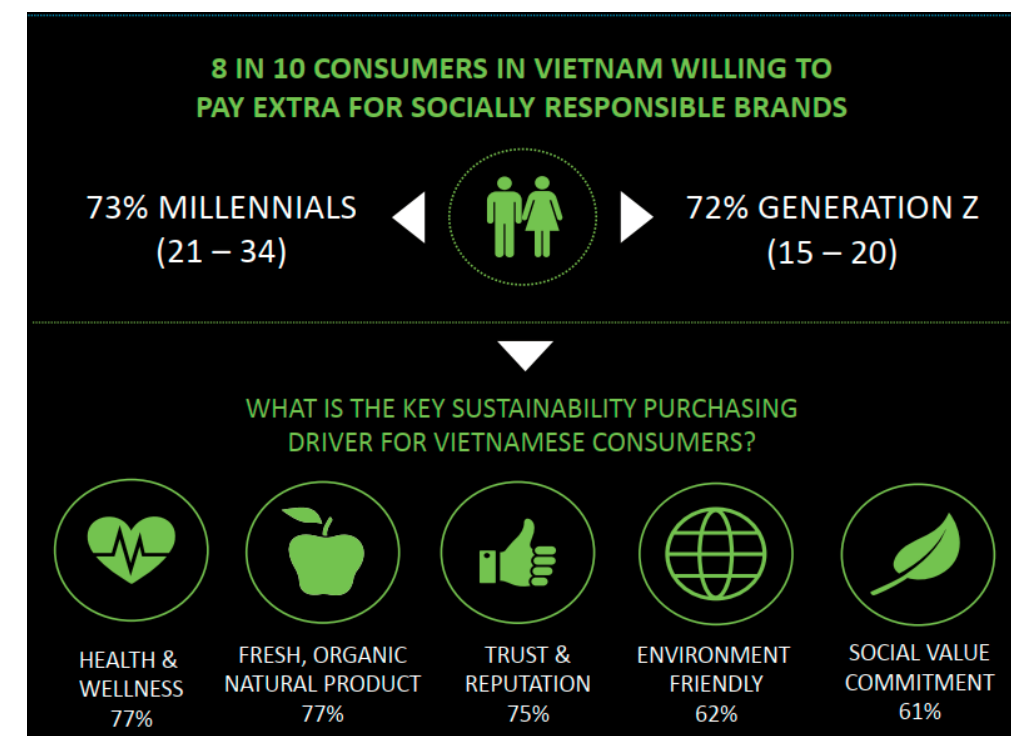 8 IN 10 CONSUMERS IN VIETNAM WILLING TO
PAY EXTRA FOR SOCIALLY RESPONSIBLE BRANDS
73% MILLENNIALS
(21 – 34)
72% GENERATION Z
(15 – 20)
WHAT IS THE KEY SUSTAINABILITY PURCHASING
DRIVER FOR VIETNAMESE CONSUMERS?
HEALTH &
WELLNESS
77%
FRESH, ORGANIC
NATURAL PRODUCT
77%
TRUST &
REPUTATION
75%
ENVIRONMENT
FRIENDLY
62%
SOCIAL VALUE
COMMITMENT
61%